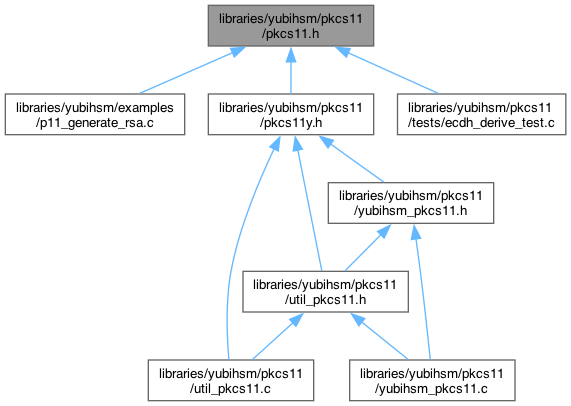 libraries/yubihsm/pkcs11
/pkcs11.h
libraries/yubihsm/examples
/p11_generate_rsa.c
libraries/yubihsm/pkcs11
/pkcs11y.h
libraries/yubihsm/pkcs11
/tests/ecdh_derive_test.c
libraries/yubihsm/pkcs11
/yubihsm_pkcs11.h
libraries/yubihsm/pkcs11
/util_pkcs11.h
libraries/yubihsm/pkcs11
/util_pkcs11.c
libraries/yubihsm/pkcs11
/yubihsm_pkcs11.c